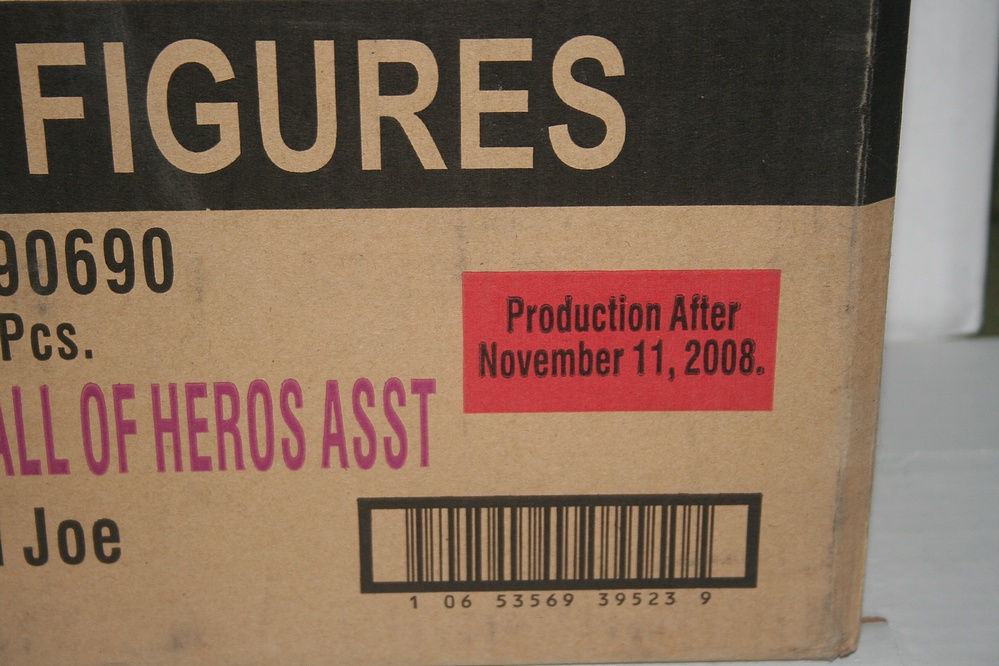 FIGURES
90690
Pcs.
Production After
November 11, 2008.
ALL OF HEROS ASST
Joe
1 06 53569 39523 9